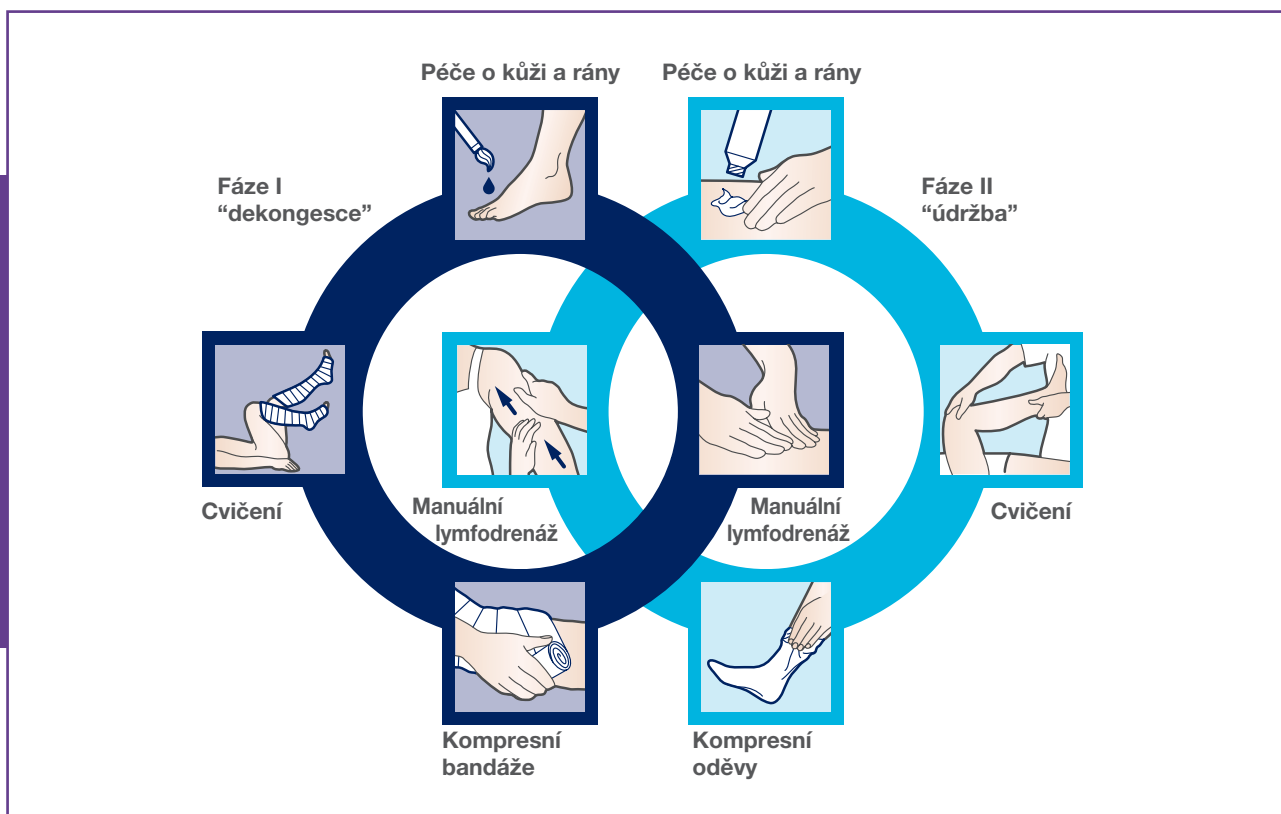 Péče o kůži a rány
Péče o kůži a rány
Fáze I
“dekongesce”
Fáze II
“údržba”
Cvičení
Manuální
lymfodrenáž
Manuální
lymfodrenáž
Cvičení
Kompresní
bandáže
Kompresní
oděvy